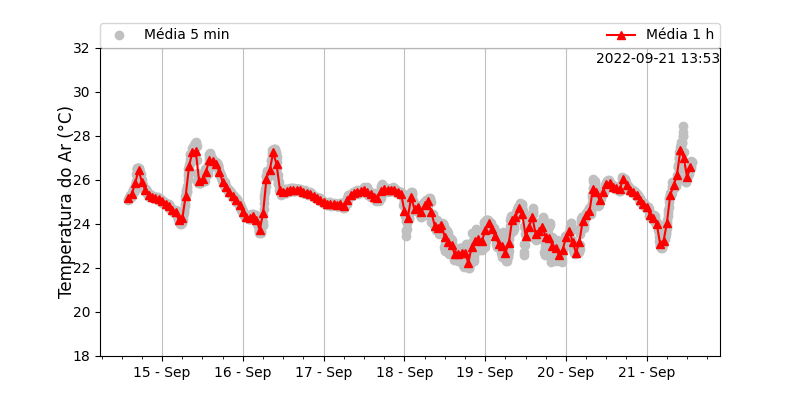 Média 5 min
Média 1 h
2022-09-21 13:53
Temperatura do Ar (°C)
32
30
28
26
24
22
20
18
15 - Sep
16 - Sep
17 - Sep
18 - Sep
19 - Sep
20 - Sep
21 - Sep